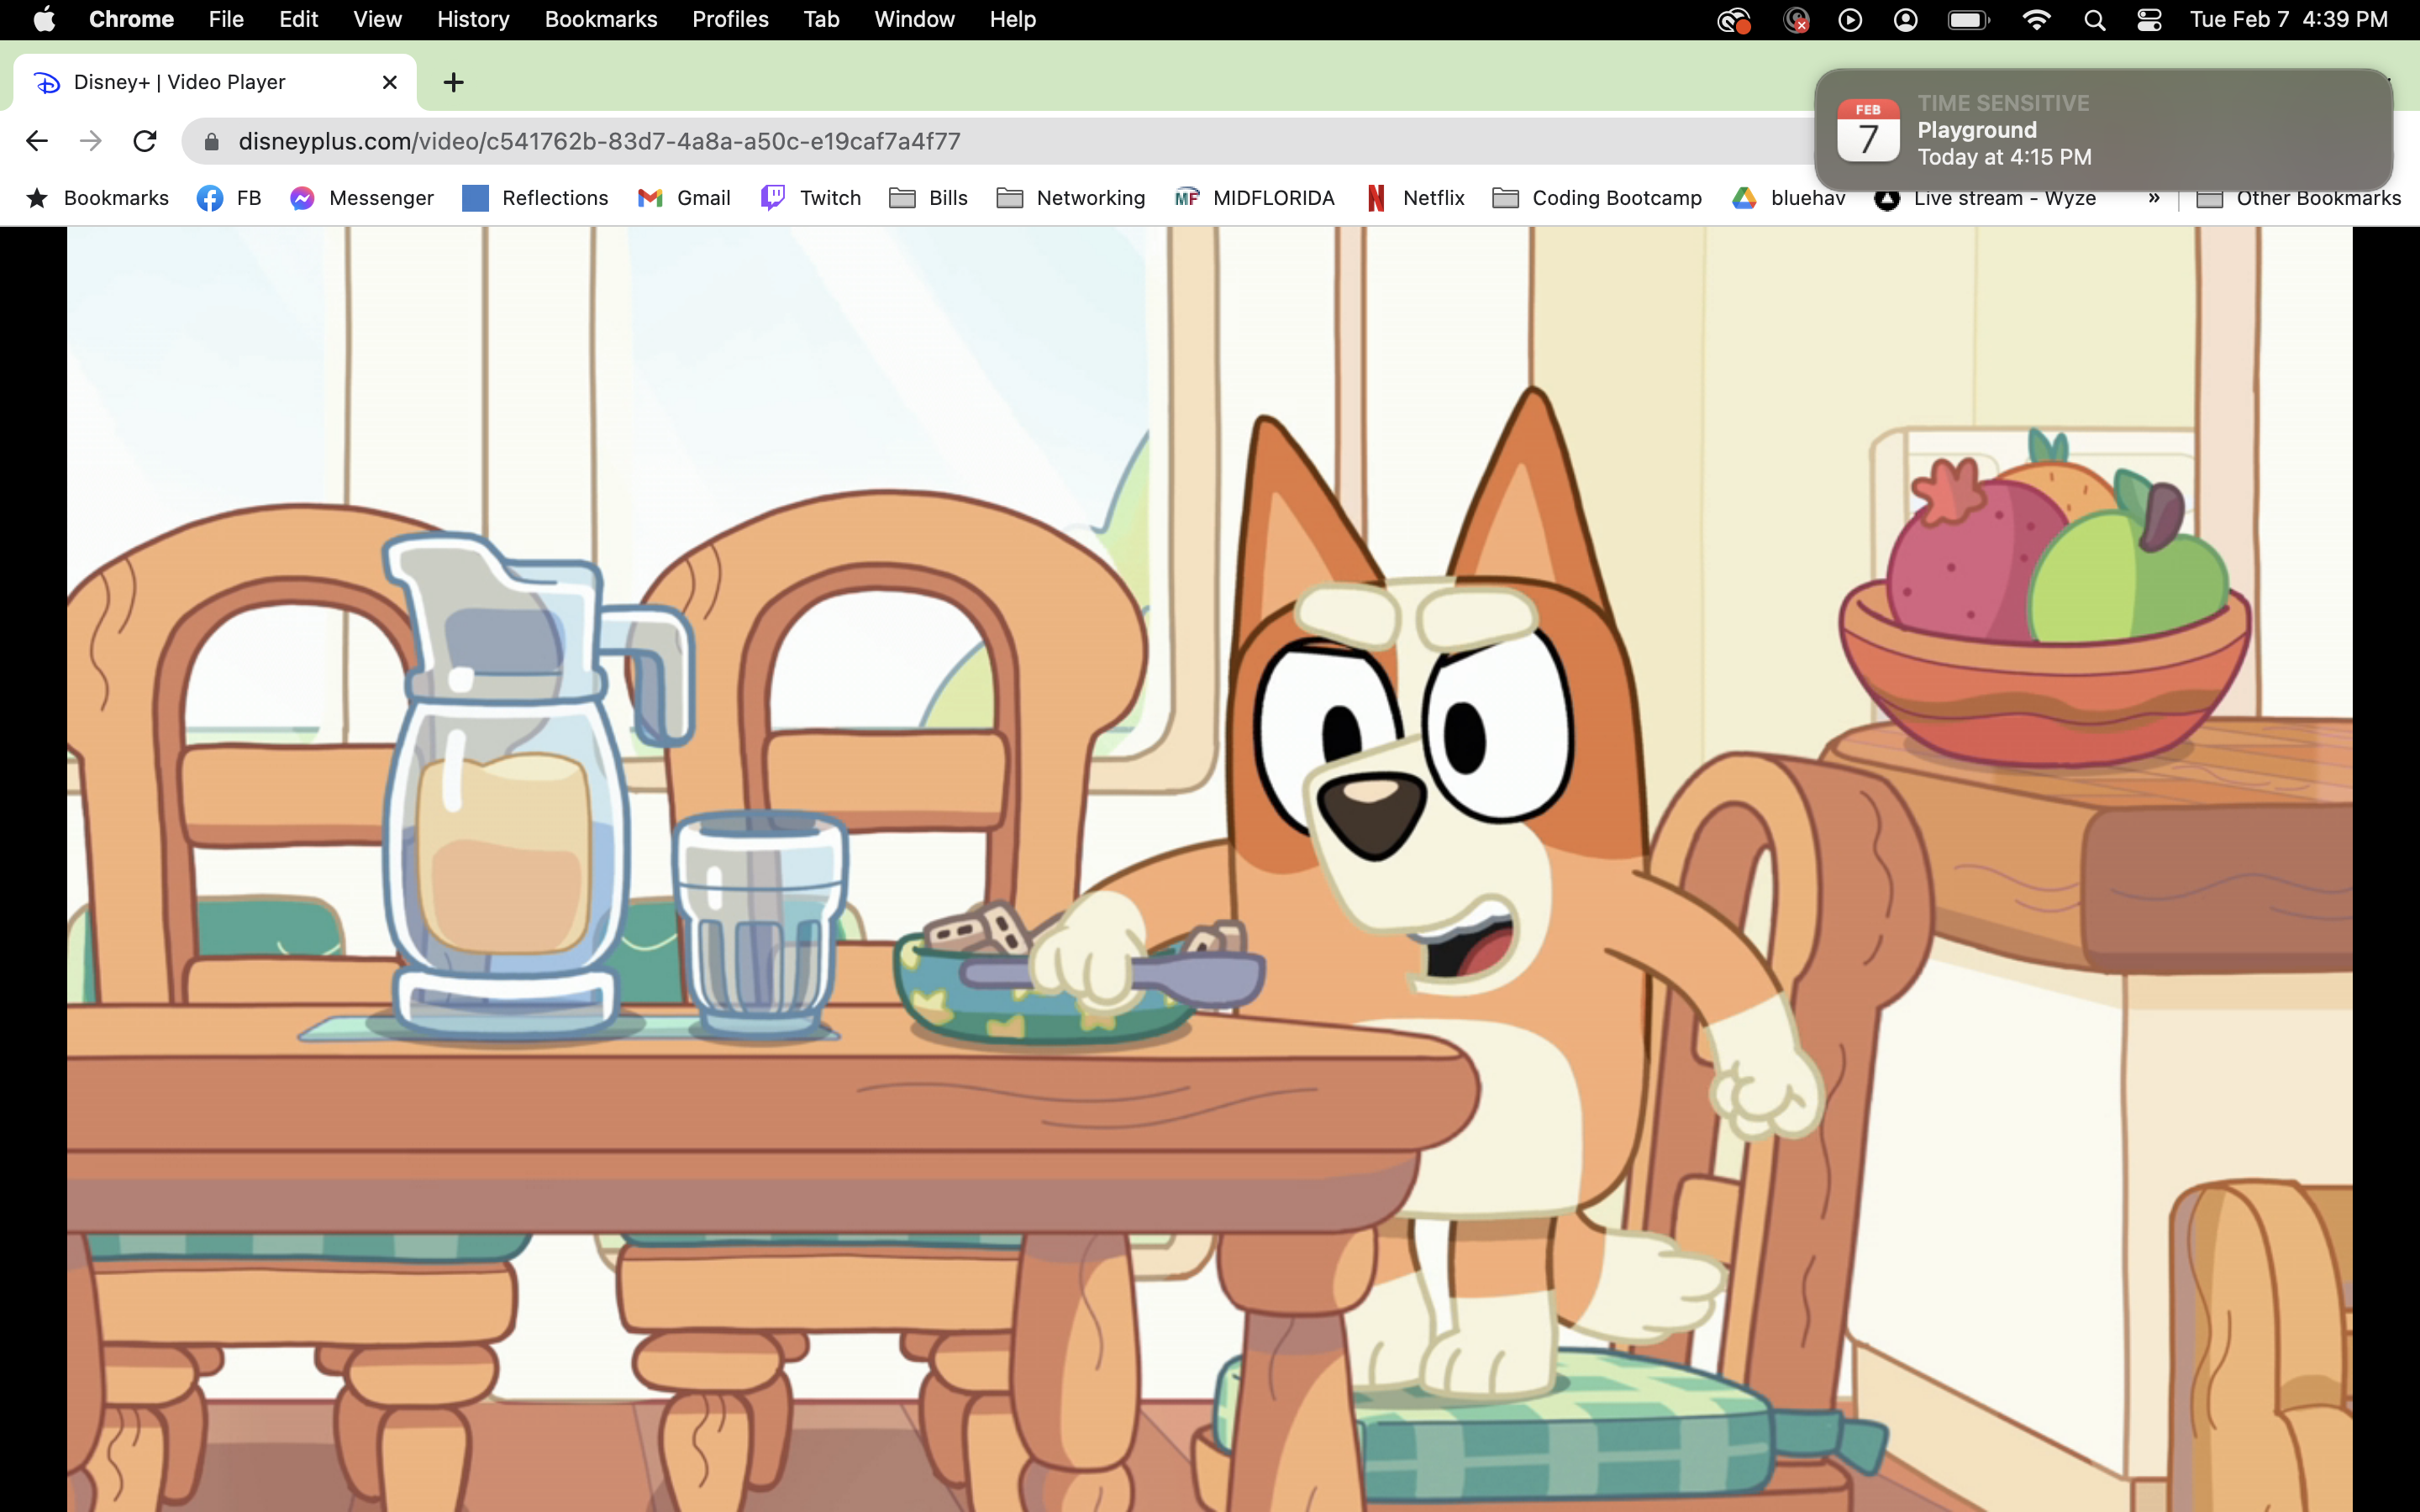 Chrome File Edit View History Bookmarks Profiles Tab Window Help Tue Feb 7 4:39 PM
Disney+ | Video Player
TIME SENSITIVE
FEB
7
Playground
Today at 4:15 PM
disneyplus.com/video/c541762b-83d7-4a8a-a50c-e19caf7a4f77
Bookmarks FB Messenger Reflections Gmail Twitch Bills Networking MF MIDFLORIDA Netflix Coding Bootcamp bluehav Live stream - Wyze » Other Bookmarks